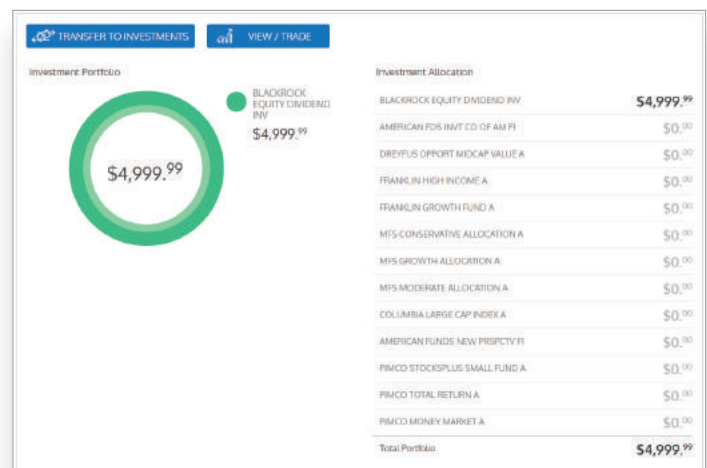 TRANSFER TO INVESTMENTS
VIEW / TRADE
Investment Portfolio
$4,999.99
BLACKROCK
EQUITY DIVIDEND
INV
$4,999.99
Investment Allocation
BLACKROCK EQUITY DIVIDEND INV $4,999.99
AMERICAN FDS INVT CO OF AM FI $0.00
DREYFUS OPPORT MIDCAP VALUE A $0.00
FRANKLIN HIGH INCOME A $0.00
FRANKLIN GROWTH FUND A $0.00
MFS CONSERVATIVE ALLOCATION A $0.00
MFS GROWTH ALLOCATION A $0.00
MFS MODERATE ALLOCATION A $0.00
COLUMBIA LARGE CAP INDEX A $0.00
AMERICAN FUNDS NEW PRSPCTV FI $0.00
PIMCO STOCKSPLUS SMALL FUND A $0.00
PIMCO TOTAL RETURN A $0.00
PIMCO MONEY MARKET A $0.00
Total Portfolio $4,999.99